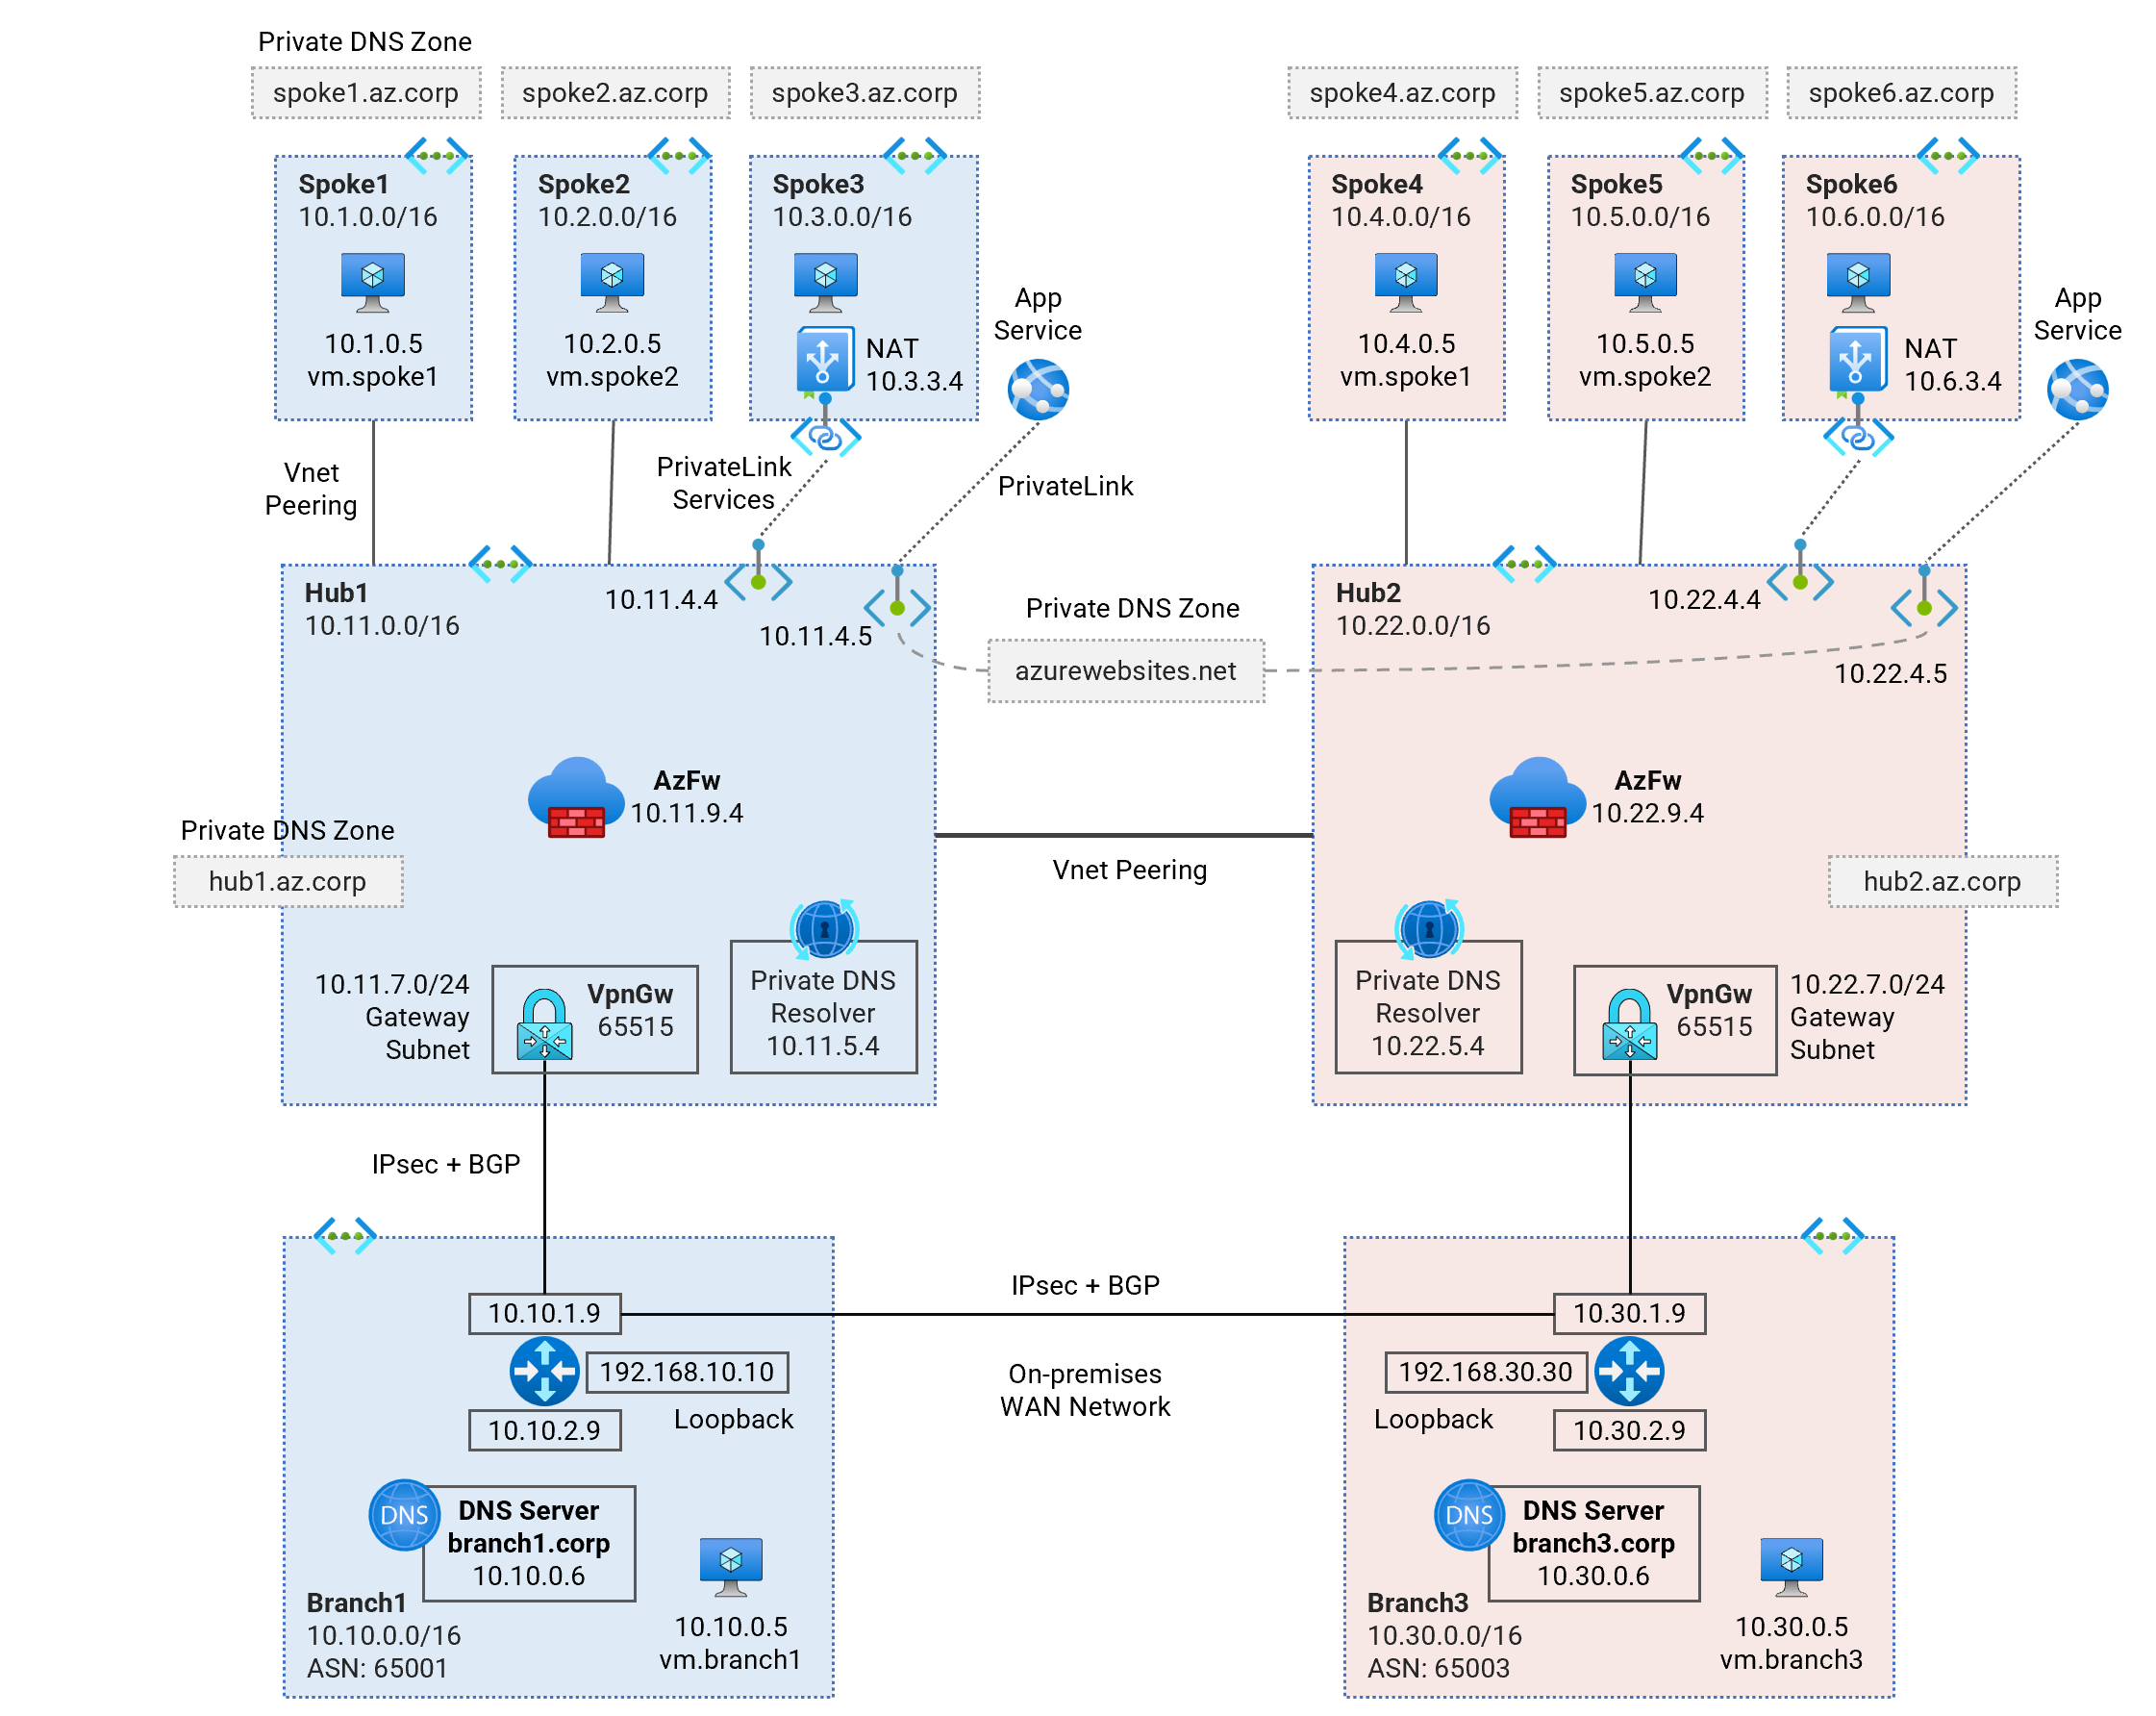 Private DNS Zone
spoke1.az.corp
spoke2.az.corp
spoke3.az.corp
spoke4.az.corp
spoke5.az.corp
spoke6.az.corp
Spoke1
10.1.0.0/16
10.1.0.5
vm.spoke1
Spoke2
10.2.0.0/16
10.2.0.5
vm.spoke2
Spoke3
10.3.0.0/16
NAT
10.3.3.4
App
Service
Spoke4
10.4.0.0/16
10.4.0.5
vm.spoke1
Spoke5
10.5.0.0/16
10.5.0.5
vm.spoke2
Spoke6
10.6.0.0/16
NAT
10.6.3.4
App
Service
Vnet
Peering
PrivateLink
Services
PrivateLink
Hub1
10.11.0.0/16
10.11.4.4
10.11.4.5
Private DNS Zone
azurewebsites.net
Hub2
10.22.0.0/16
10.22.4.4
10.22.4.5
AzFw
10.11.9.4
AzFw
10.22.9.4
Private DNS Zone
hub1.az.corp
Vnet Peering
hub2.az.corp
10.11.7.0/24
Gateway
Subnet
VpnGw
65515
Private DNS
Resolver
10.11.5.4
Private DNS
Resolver
10.22.5.4
VpnGw
65515
10.22.7.0/24
Gateway
Subnet
IPsec + BGP
10.10.1.9
192.168.10.10
Loopback
10.10.2.9
IPsec + BGP
On-premises
WAN Network
10.30.1.9
192.168.30.30
Loopback
10.30.2.9
DNS
DNS Server
branch1.corp
10.10.0.6
Branch1
10.10.0.0/16
ASN: 65001
10.10.0.5
vm.branch1
DNS
DNS Server
branch3.corp
10.30.0.6
Branch3
10.30.0.0/16
ASN: 65003
10.30.0.5
vm.branch3